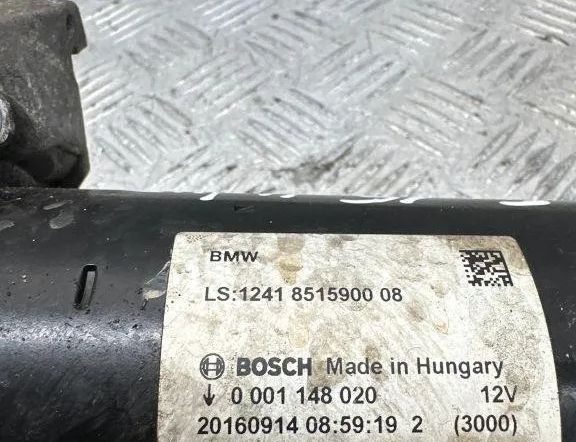 BMW
LS:1241 8515900 08
BOSCH Made in Hungary
↓ 0 001 148 020 12V
20160914 08:59:19 2 (3000)